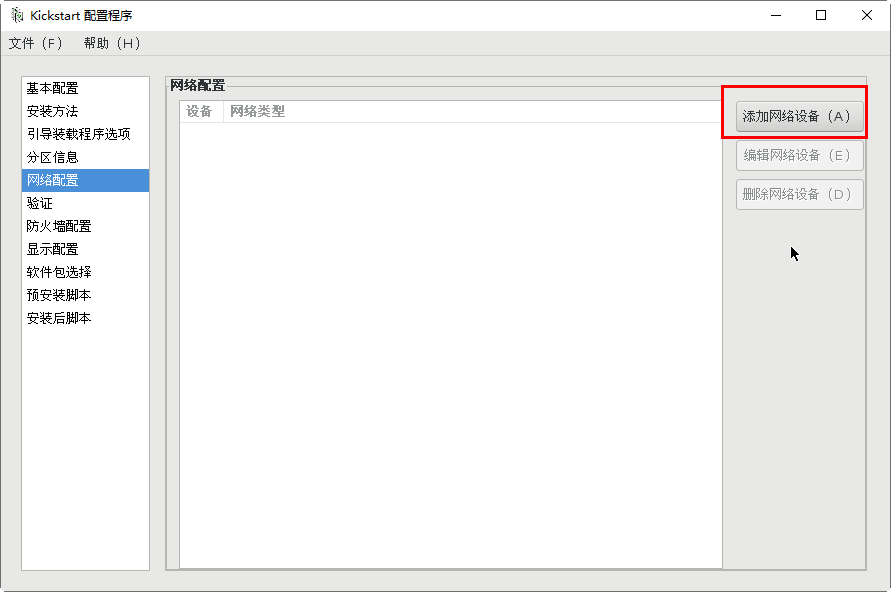 Kickstart 配置程序
文件（F） 帮助（H）
基本配置
安装方法
引导装载程序选项
分区信息
网络配置
验证
防火墙配置
显示配置
软件包选择
预安装脚本
安装后脚本
网络配置
设备 网络类型
添加网络设备（A）
编辑网络设备（E）
删除网络设备（D）